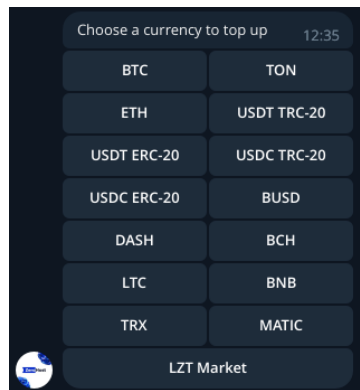 Choose a currency to top up 12:35
BTC TON
ETH USDT TRC-20
USDT ERC-20 USDC TRC-20
USDC ERC-20 BUSD
DASH BCH
LTC BNB
TRX MATIC
LZT Market